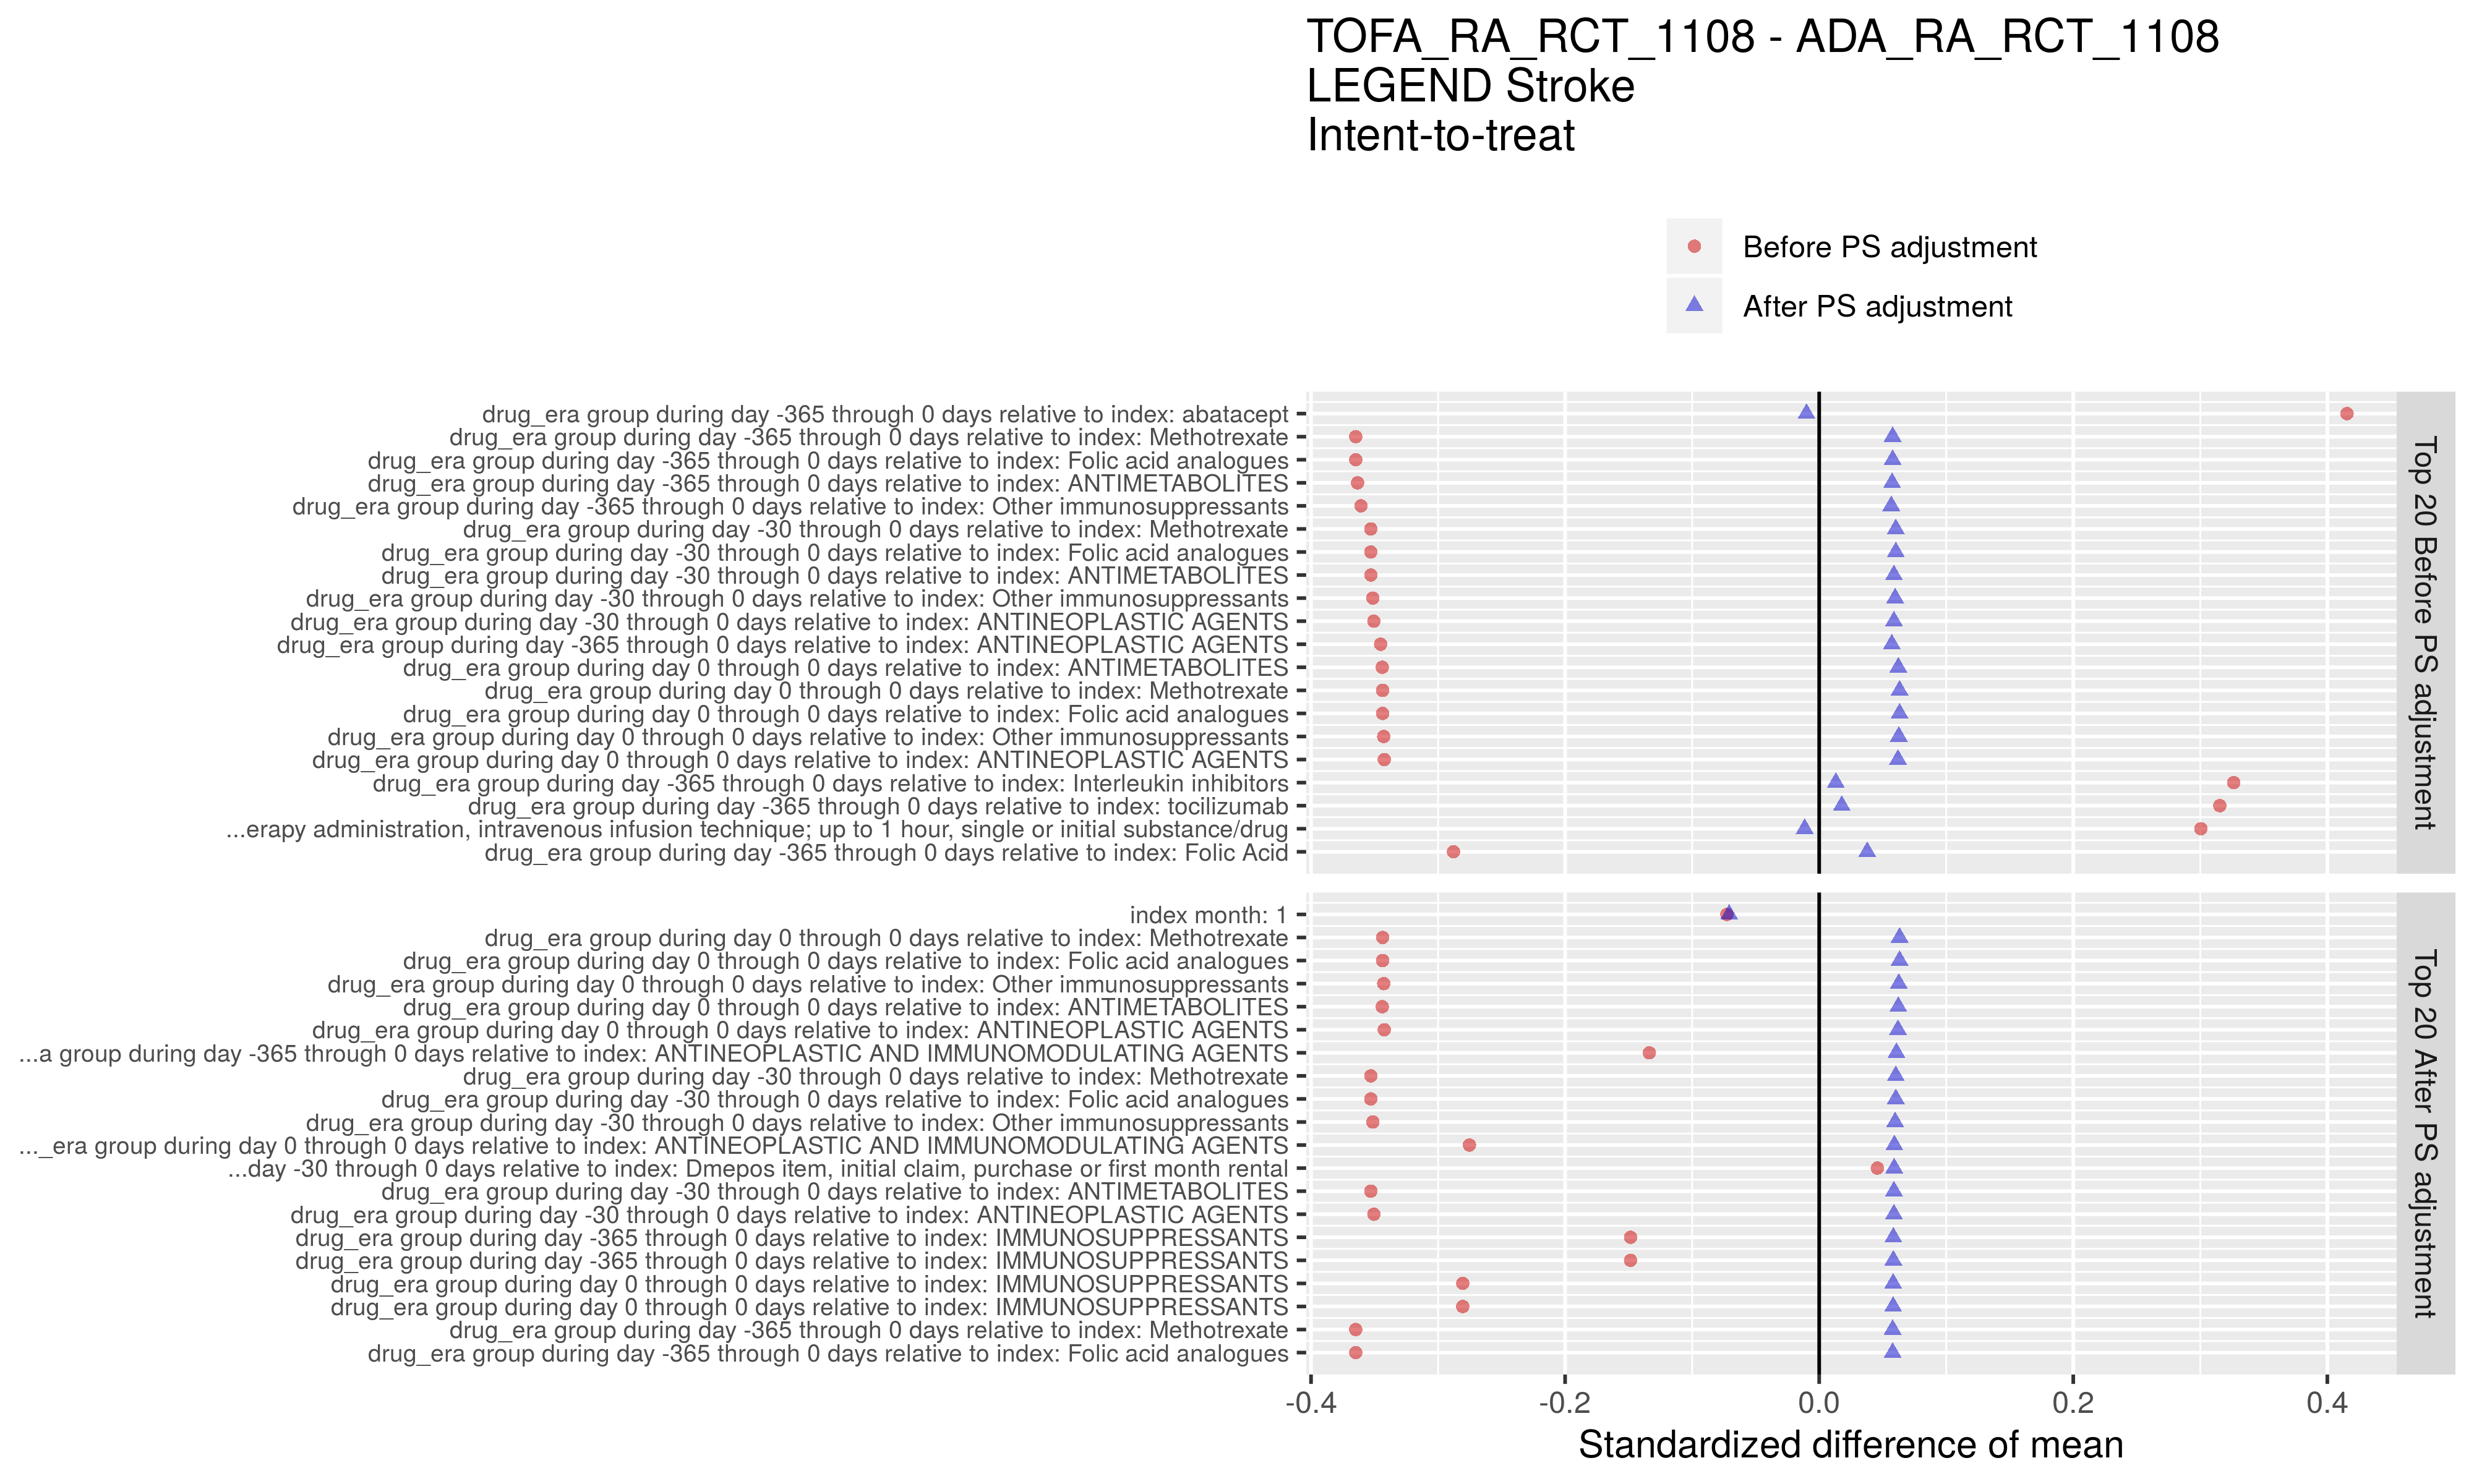 TOFA_RA_RCT_1108 - ADA_RA_RCT_1108
LEGEND Stroke
Intent-to-treat
Before PS adjustment
After PS adjustment
drug_era group during day -365 through 0 days relative to index: abatacept
drug_era group during day -365 through 0 days relative to index: Methotrexate
drug_era group during day -365 through 0 days relative to index: Folic acid analogues
drug_era group during day -365 through 0 days relative to index: ANTIMETABOLITES
drug_era group during day -365 through 0 days relative to index: Other immunosuppressants
drug_era group during day -30 through 0 days relative to index: Methotrexate
drug_era group during day -30 through 0 days relative to index: Folic acid analogues
drug_era group during day -30 through 0 days relative to index: ANTIMETABOLITES
drug_era group during day -30 through 0 days relative to index: Other immunosuppressants
drug_era group during day -30 through 0 days relative to index: ANTINEOPLASTIC AGENTS
drug_era group during day -365 through 0 days relative to index: ANTINEOPLASTIC AGENTS
drug_era group during day 0 through 0 days relative to index: ANTIMETABOLITES
drug_era group during day 0 through 0 days relative to index: Methotrexate
drug_era group during day 0 through 0 days relative to index: Folic acid analogues
drug_era group during day 0 through 0 days relative to index: Other immunosuppressants
drug_era group during day 0 through 0 days relative to index: ANTINEOPLASTIC AGENTS
drug_era group during day -365 through 0 days relative to index: Interleukin inhibitors
drug_era group during day -365 through 0 days relative to index: tocilizumab
...erapy administration, intravenous infusion technique; up to 1 hour, single or initial substance/drug
drug_era group during day -365 through 0 days relative to index: Folic Acid
Top 20 Before PS adjustment
index month: 1
drug_era group during day 0 through 0 days relative to index: Methotrexate
drug_era group during day 0 through 0 days relative to index: Folic acid analogues
drug_era group during day 0 through 0 days relative to index: Other immunosuppressants
drug_era group during day 0 through 0 days relative to index: ANTIMETABOLITES
drug_era group during day 0 through 0 days relative to index: ANTINEOPLASTIC AGENTS
...a group during day -365 through 0 days relative to index: ANTINEOPLASTIC AND IMMUNOMODULATING AGENTS
drug_era group during day -30 through 0 days relative to index: Methotrexate
drug_era group during day -30 through 0 days relative to index: Folic acid analogues
drug_era group during day -30 through 0 days relative to index: Other immunosuppressants
..._era group during day 0 through 0 days relative to index: ANTINEOPLASTIC AND IMMUNOMODULATING AGENTS
...day -30 through 0 days relative to index: Dmepos item, initial claim, purchase or first month rental
drug_era group during day -30 through 0 days relative to index: ANTIMETABOLITES
drug_era group during day -30 through 0 days relative to index: ANTINEOPLASTIC AGENTS
drug_era group during day -365 through 0 days relative to index: IMMUNOSUPPRESSANTS
drug_era group during day -365 through 0 days relative to index: IMMUNOSUPPRESSANTS
drug_era group during day 0 through 0 days relative to index: IMMUNOSUPPRESSANTS
drug_era group during day 0 through 0 days relative to index: IMMUNOSUPPRESSANTS
drug_era group during day -365 through 0 days relative to index: Methotrexate
drug_era group during day -365 through 0 days relative to index: Folic acid analogues
Top 20 After PS adjustment
-0.4 -0.2 0.0 0.2 0.4
Standardized difference of mean